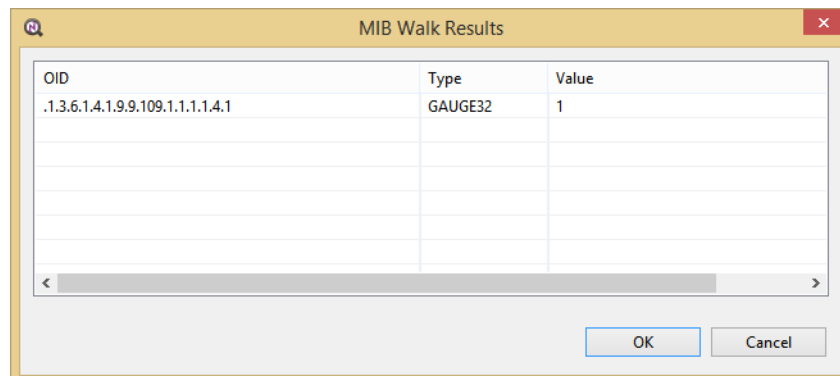 MIB Walk Results
OID Type Value
.1.3.6.1.4.1.9.9.109.1.1.1.1.4.1 GAUGE32 1
OK Cancel